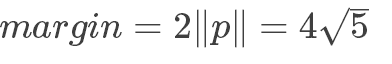 margin = 2||p|| = 4√5